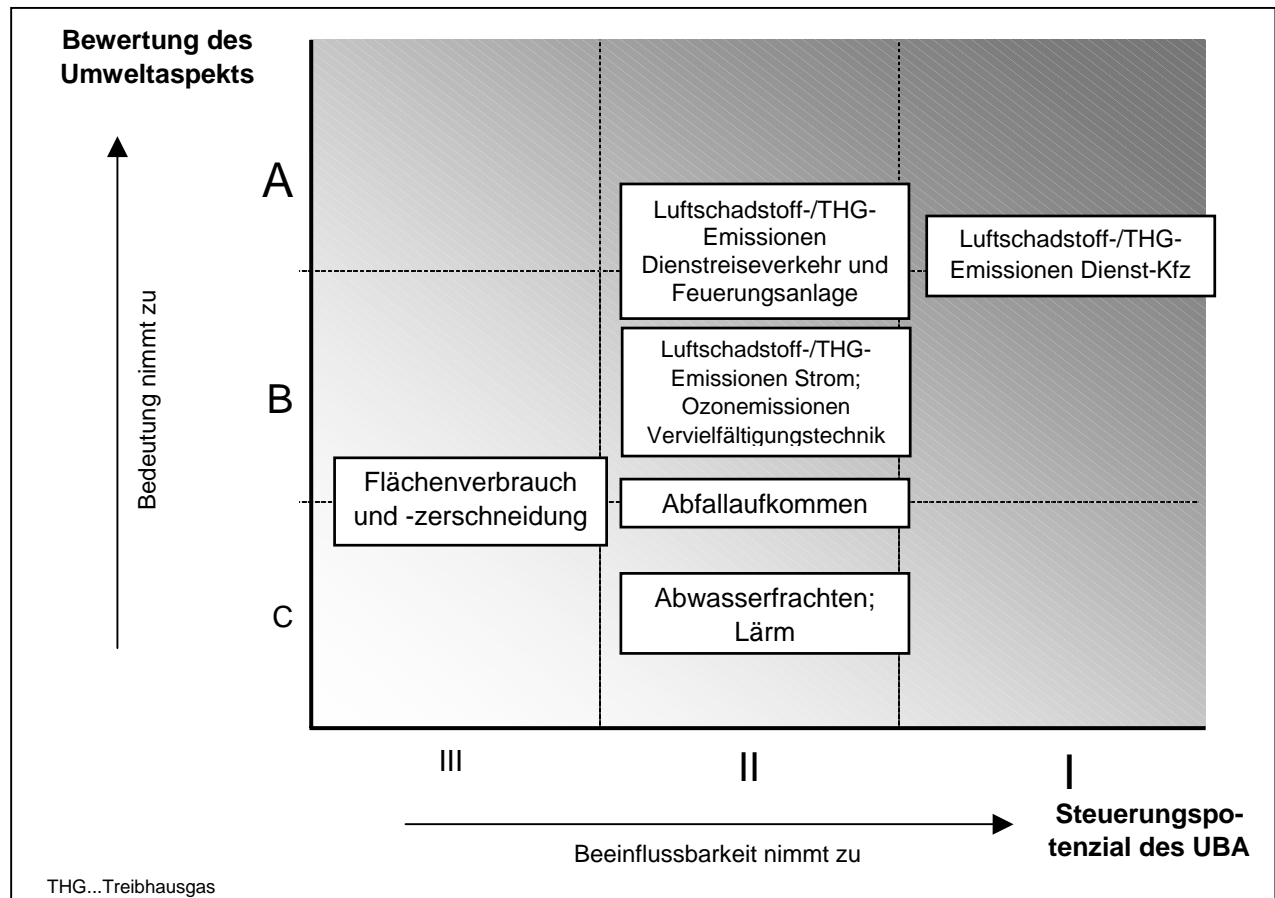 Bewertung des
Umweltaspekts
Bedeutung nimmt zu
A
B
C
Luftschadstoff-/THG-
Emissionen
Dienstreiseverkehr und
Feuerungsanlage
Luftschadstoff-/THG-
Emissionen Dienst-Kfz
Luftschadstoff-/THG-
Emissionen Strom;
Ozonemissionen
Vervielfältigungstechnik
Flächenverbrauch
und -zerschneidung
Abfallaufkommen
Abwasserfrachten;
Lärm
III
II
I
Beeinflussbarkeit nimmt zu
Steuerungspo-
tenzial des UBA
THG...Treibhausgas